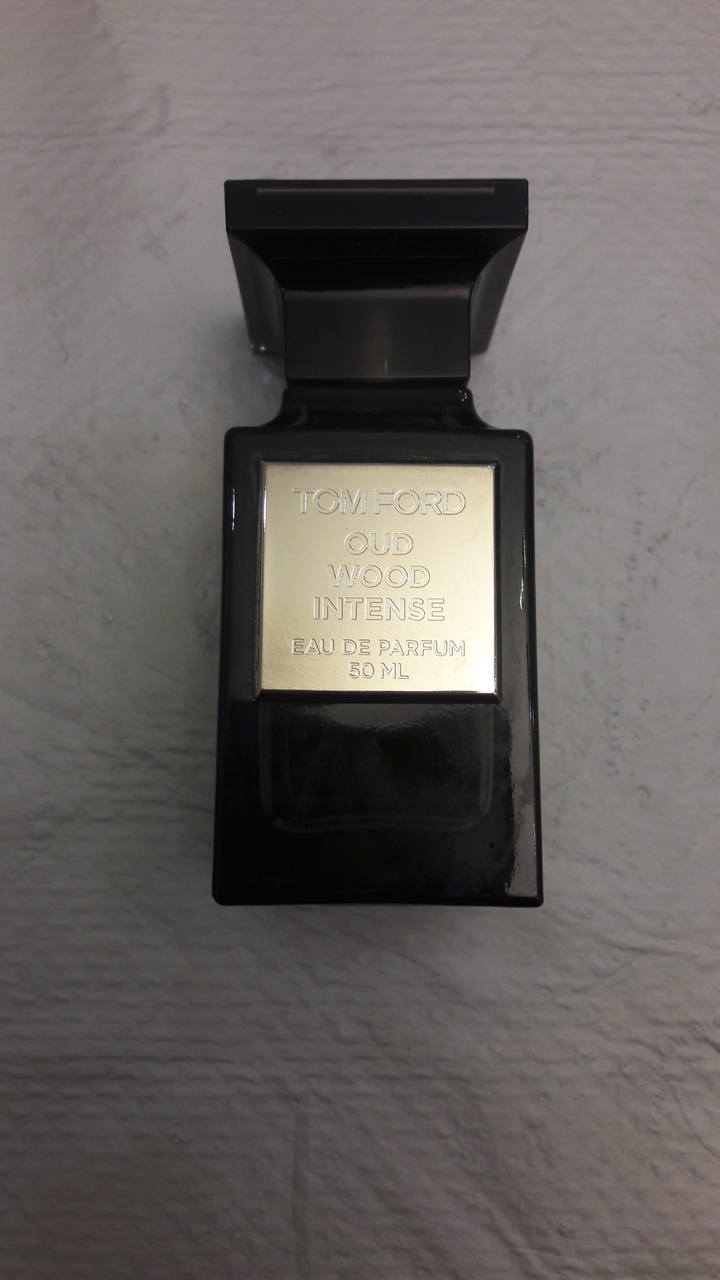 TOM FORD
OUD
WOOD
INTENSE
EAU DE PARFUM
50 ML